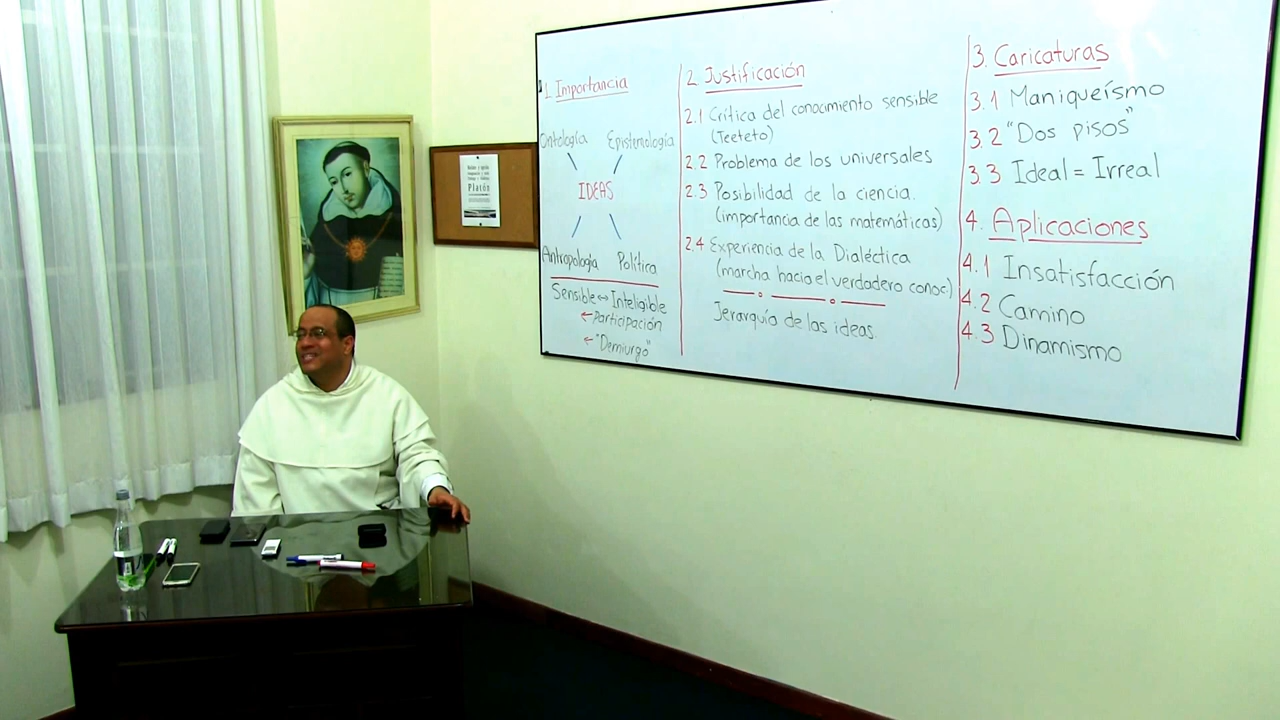 Platón
1. Importancia
Ontología Epistemología
IDEAS
Antropología Política
Sensible ↔ Inteligible
← Participación
← "Demiurgo"
2. Justificación
2.1 Crítica del conocimiento sensible
(Teeteto)
2.2 Problema de los universales
2.3 Posibilidad de la ciencia.
(importancia de las matemáticas)
2.4 Experiencia de la Dialéctica
(marcha hacia el verdadero conoc.)
Jerarquía de las ideas.
3. Caricaturas
3.1 Maniqueísmo
3.2 "Dos pisos"
3.3 Ideal = Irreal
4. Aplicaciones
4.1 Insatisfacción
4.2 Camino
4.3 Dinamismo